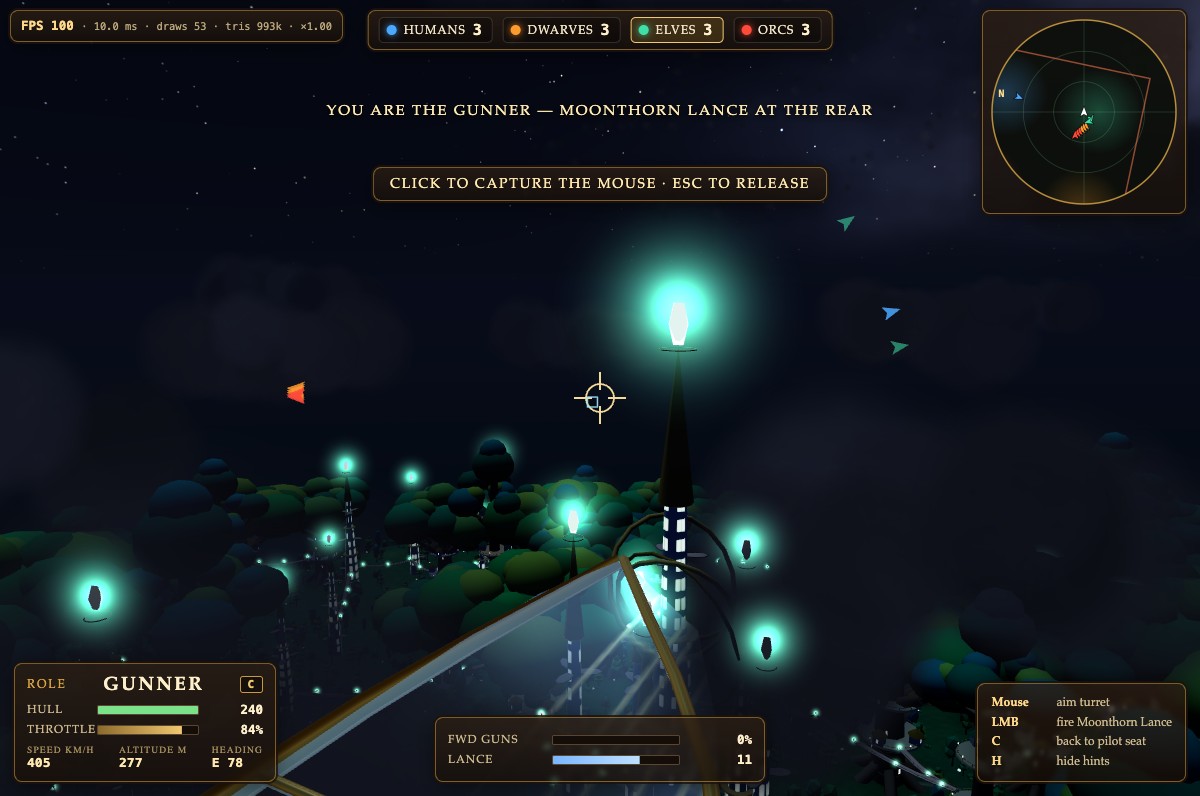 FPS 100 · 10.0 ms · draws 53 · tris 993k · ×1.00
HUMANS 3 DWARVES 3 ELVES 3 ORCS 3
N
YOU ARE THE GUNNER — MOONTHORN LANCE AT THE REAR
CLICK TO CAPTURE THE MOUSE · ESC TO RELEASE
ROLE GUNNER C
HULL 240
THROTTLE 84%
SPEED KM/H ALTITUDE M HEADING
405 277 E 78
FWD GUNS 0%
LANCE 11
Mouse aim turret
LMB fire Moonthorn Lance
C back to pilot seat
H hide hints